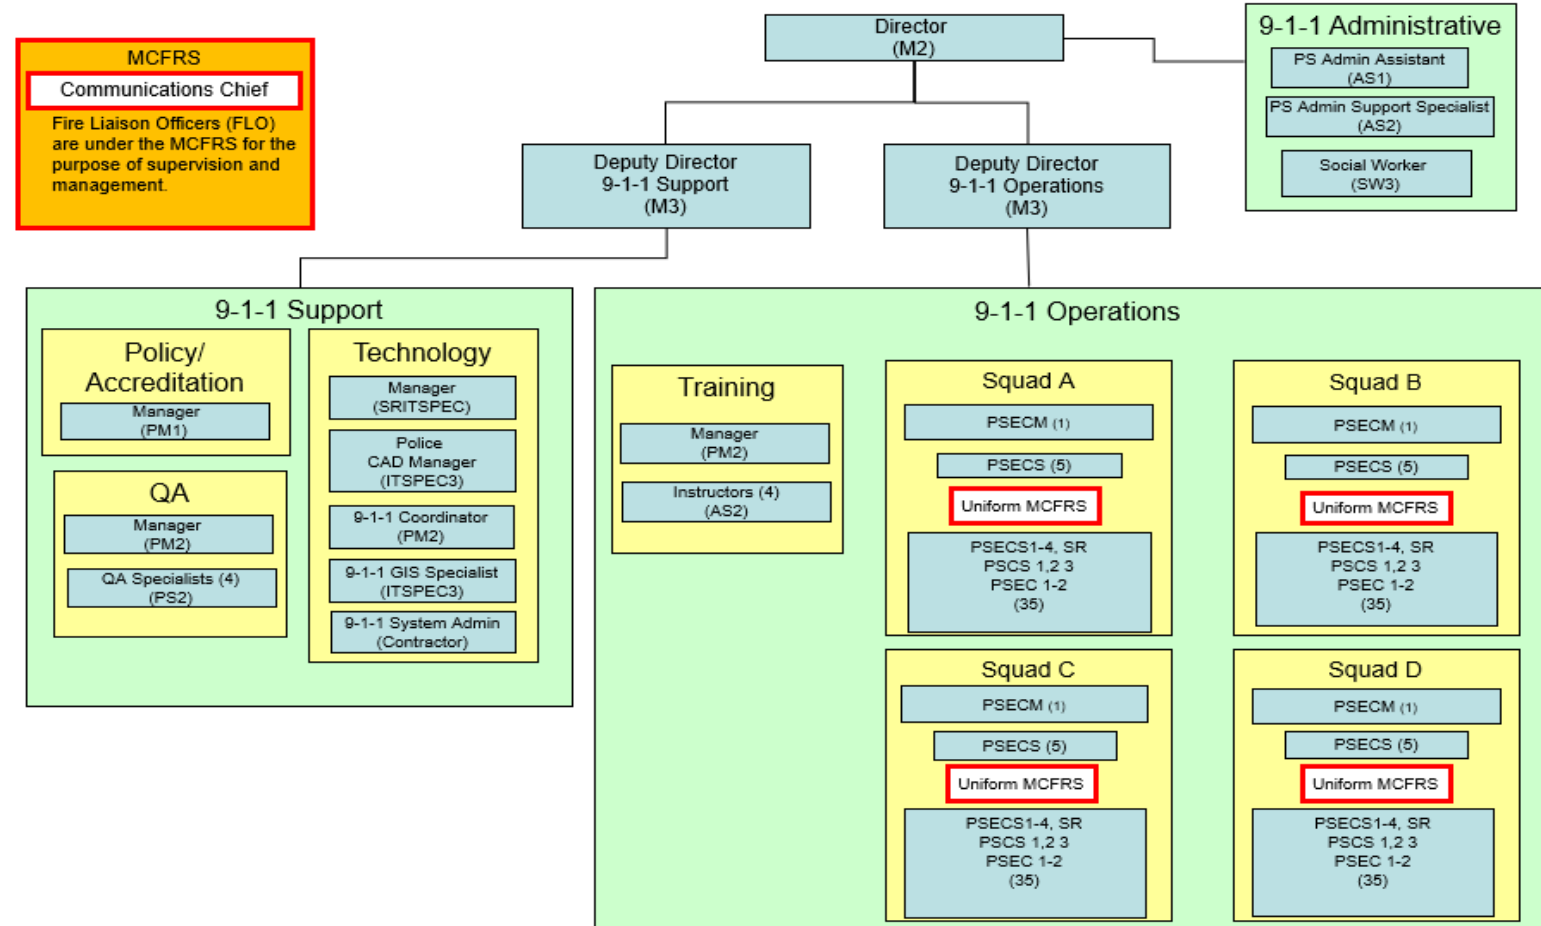 Director
(M2)
9-1-1 Administrative
PS Admin Assistant
(AS1)
PS Admin Support Specialist
(AS2)
Social Worker
(SW3)
MCFRS
Communications Chief
Fire Liaison Officers (FLO)
are under the MCFRS for the
purpose of supervision and
management.
Deputy Director
9-1-1 Support
(M3)
Deputy Director
9-1-1 Operations
(M3)
9-1-1 Support
Policy/
Accreditation
Manager
(PM1)
QA
Manager
(PM2)
QA Specialists (4)
(PS2)
Technology
Manager
(SRITSPEC)
Police
CAD Manager
(ITSPEC3)
9-1-1 Coordinator
(PM2)
9-1-1 GIS Specialist
(ITSPEC3)
9-1-1 System Admin
(Contractor)
9-1-1 Operations
Training
Manager
(PM2)
Instructors (4)
(AS2)
Squad A
PSECM (1)
PSECS (5)
Uniform MCFRS
PSECS1-4, SR
PSCS 1,2 3
PSEC 1-2
(35)
Squad B
PSECM (1)
PSECS (5)
Uniform MCFRS
PSECS1-4, SR
PSCS 1,2 3
PSEC 1-2
(35)
Squad C
PSECM (1)
PSECS (5)
Uniform MCFRS
PSECS1-4, SR
PSCS 1,2 3
PSEC 1-2
(35)
Squad D
PSECM (1)
PSECS (5)
Uniform MCFRS
PSECS1-4, SR
PSCS 1,2 3
PSEC 1-2
(35)